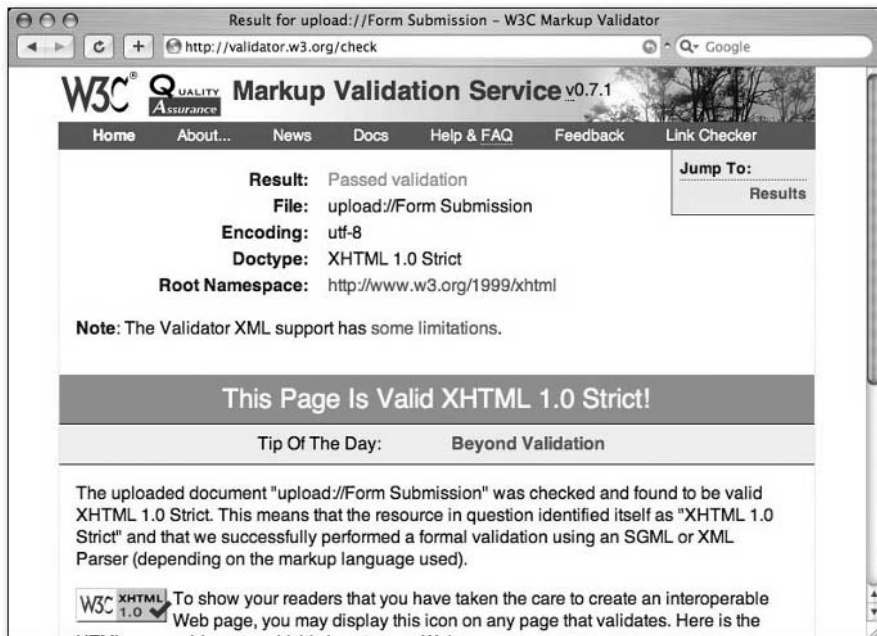 Result for upload://Form Submission – W3C Markup Validator
http://validator.w3.org/check
Google
W3C® QUALITY Assurance Markup Validation Service v0.7.1
Home About... News Docs Help & FAQ Feedback Link Checker
Jump To:
Results
Result: Passed validation
File: upload://Form Submission
Encoding: utf-8
Doctype: XHTML 1.0 Strict
Root Namespace: http://www.w3.org/1999/xhtml
Note: The Validator XML support has some limitations.
This Page Is Valid XHTML 1.0 Strict!
Tip Of The Day: Beyond Validation
The uploaded document "upload://Form Submission" was checked and found to be valid
XHTML 1.0 Strict. This means that the resource in question identified itself as "XHTML 1.0
Strict" and that we successfully performed a formal validation using an SGML or XML
Parser (depending on the markup language used).
W3C XHTML 1.0
To show your readers that you have taken the care to create an interoperable
Web page, you may display this icon on any page that validates. Here is the